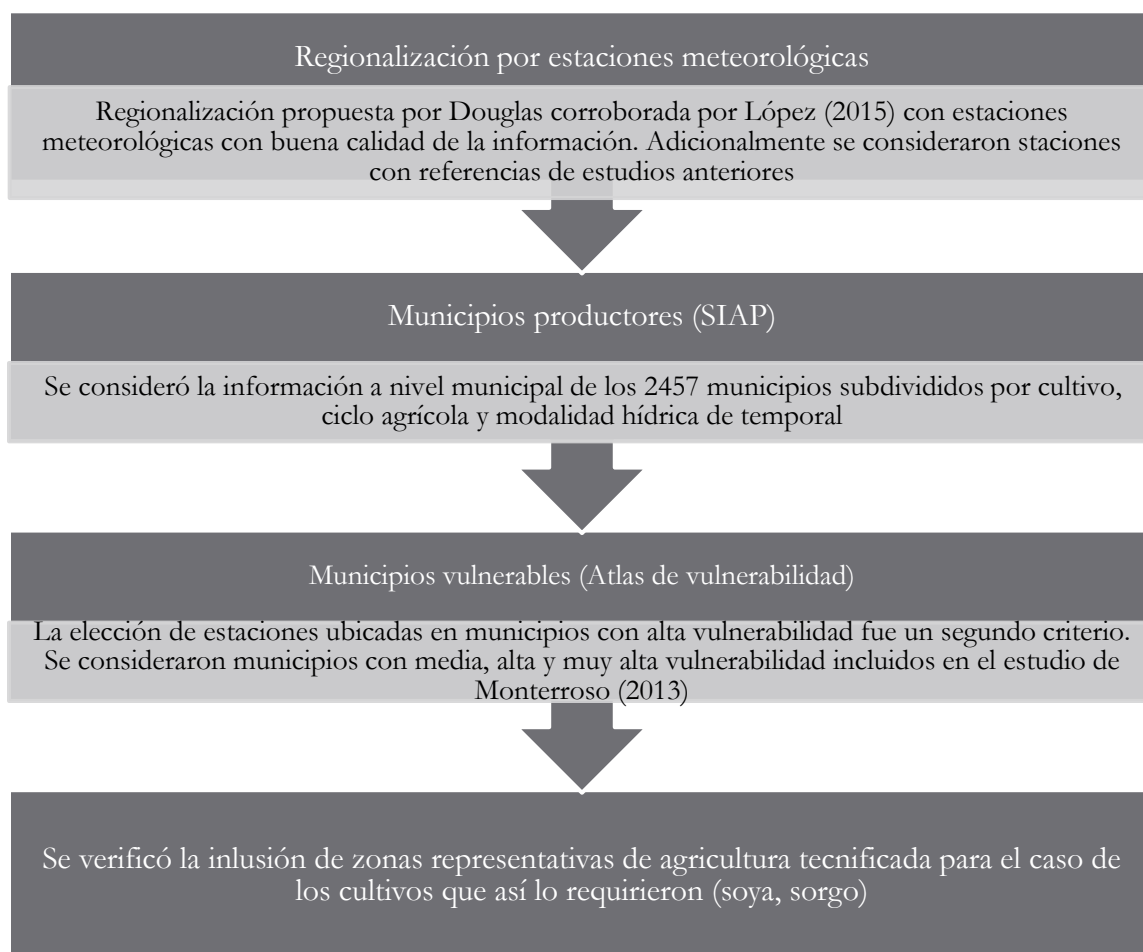 Regionalización por estaciones meteorológicas
Regionalización propuesta por Douglas corroborada por López (2015) con estaciones
meteorológicas con buena calidad de la información. Adicionalmente se consideraron staciones
con referencias de estudios anteriores
Municipios productores (SIAP)
Se consideró la información a nivel municipal de los 2457 municipios subdivididos por cultivo,
ciclo agrícola y modalidad hídrica de temporal
Municipios vulnerables (Atlas de vulnerabilidad)
La elección de estaciones ubicadas en municipios con alta vulnerabilidad fue un segundo criterio.
Se consideraron municipios con media, alta y muy alta vulnerabilidad incluidos en el estudio de
Monterroso (2013)
Se verificó la inlusión de zonas representativas de agricultura tecnificada para el caso de
los cultivos que así lo requirieron (soya, sorgo)